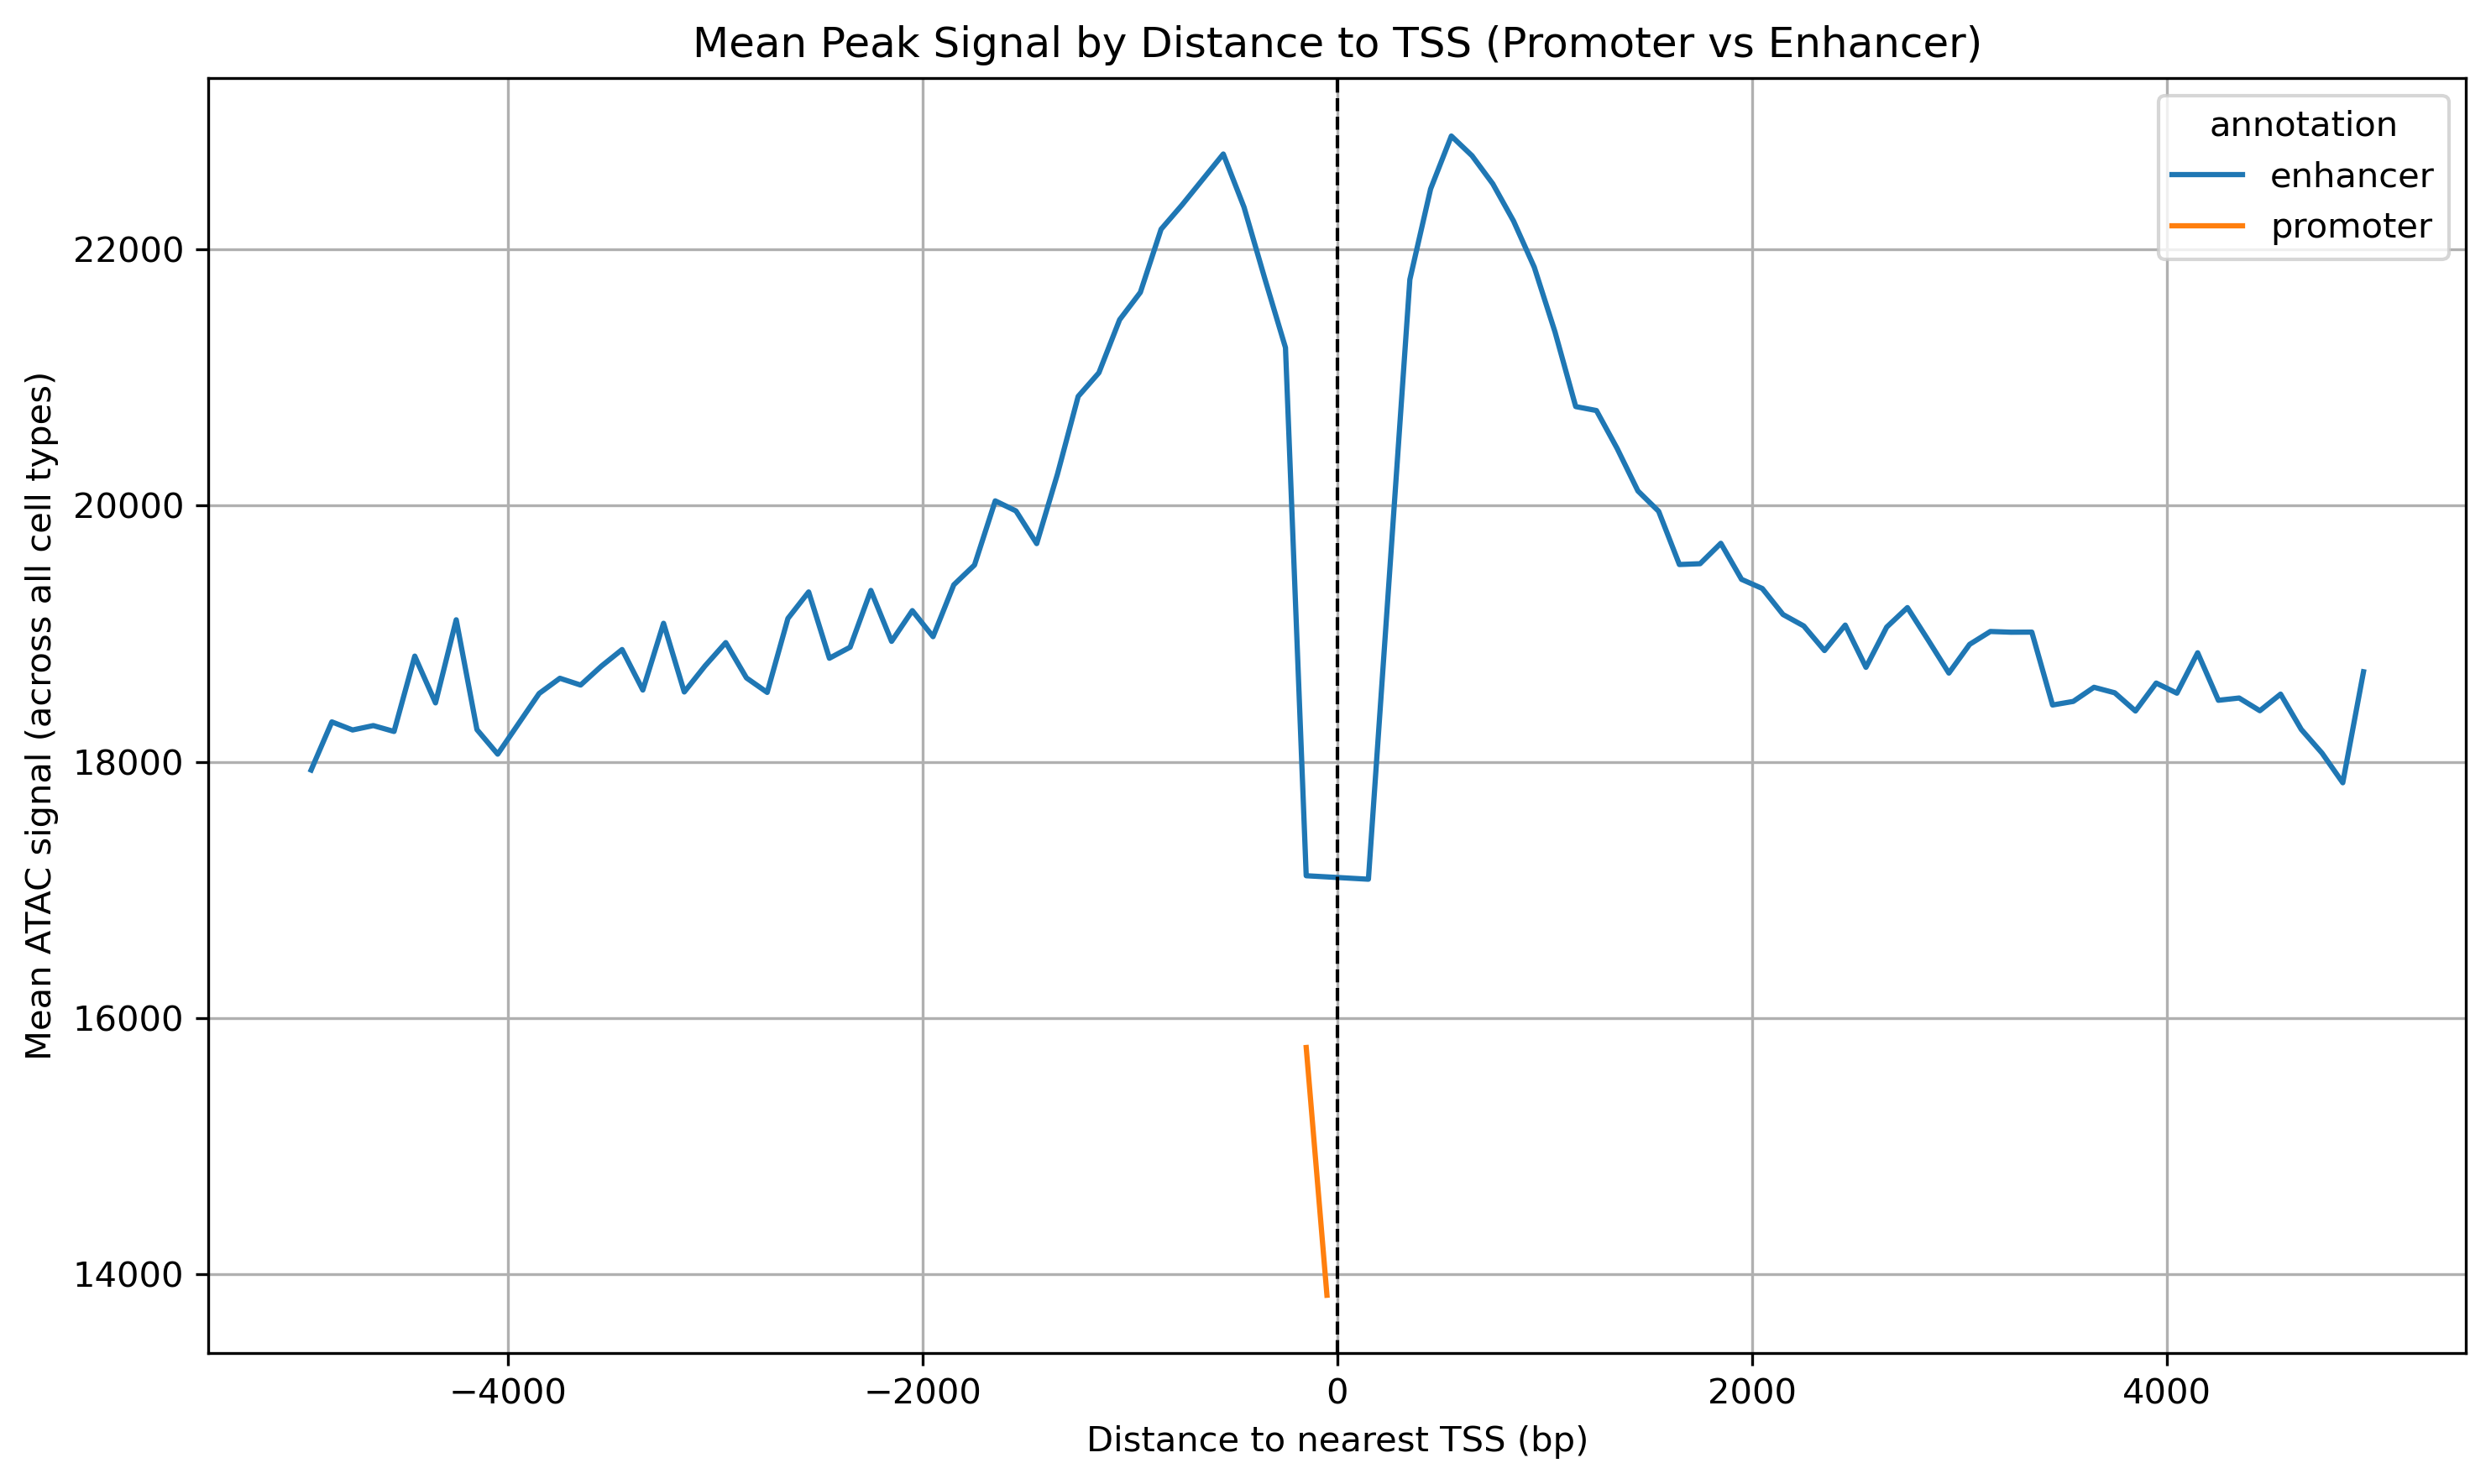 Mean Peak Signal by Distance to TSS (Promoter vs Enhancer)
annotation
enhancer
promoter
Mean ATAC signal (across all cell types)
22000
20000
18000
16000
14000
−4000
−2000
0
2000
4000
Distance to nearest TSS (bp)